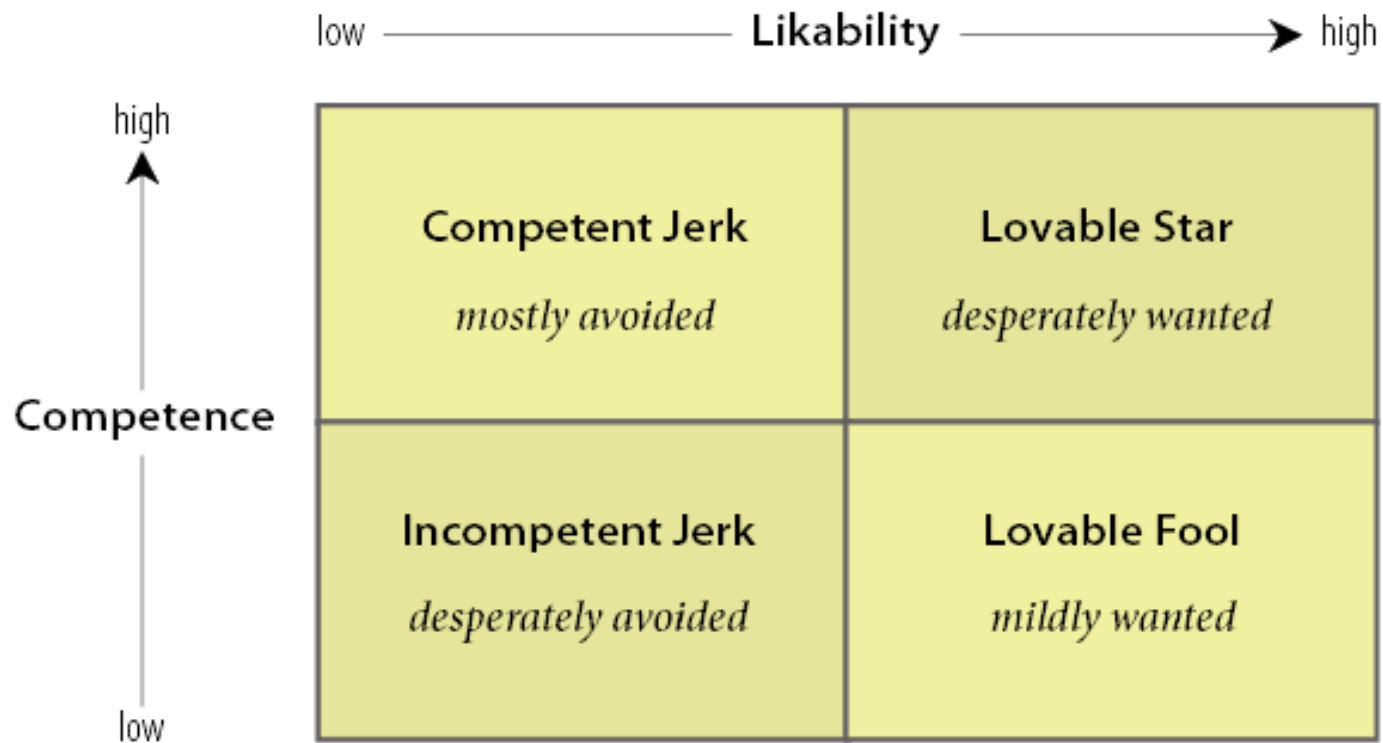 low Likability high
high
Competent Jerk Lovable Star
mostly avoided desperately wanted
Competence
Incompetent Jerk Lovable Fool
desperately avoided mildly wanted
low